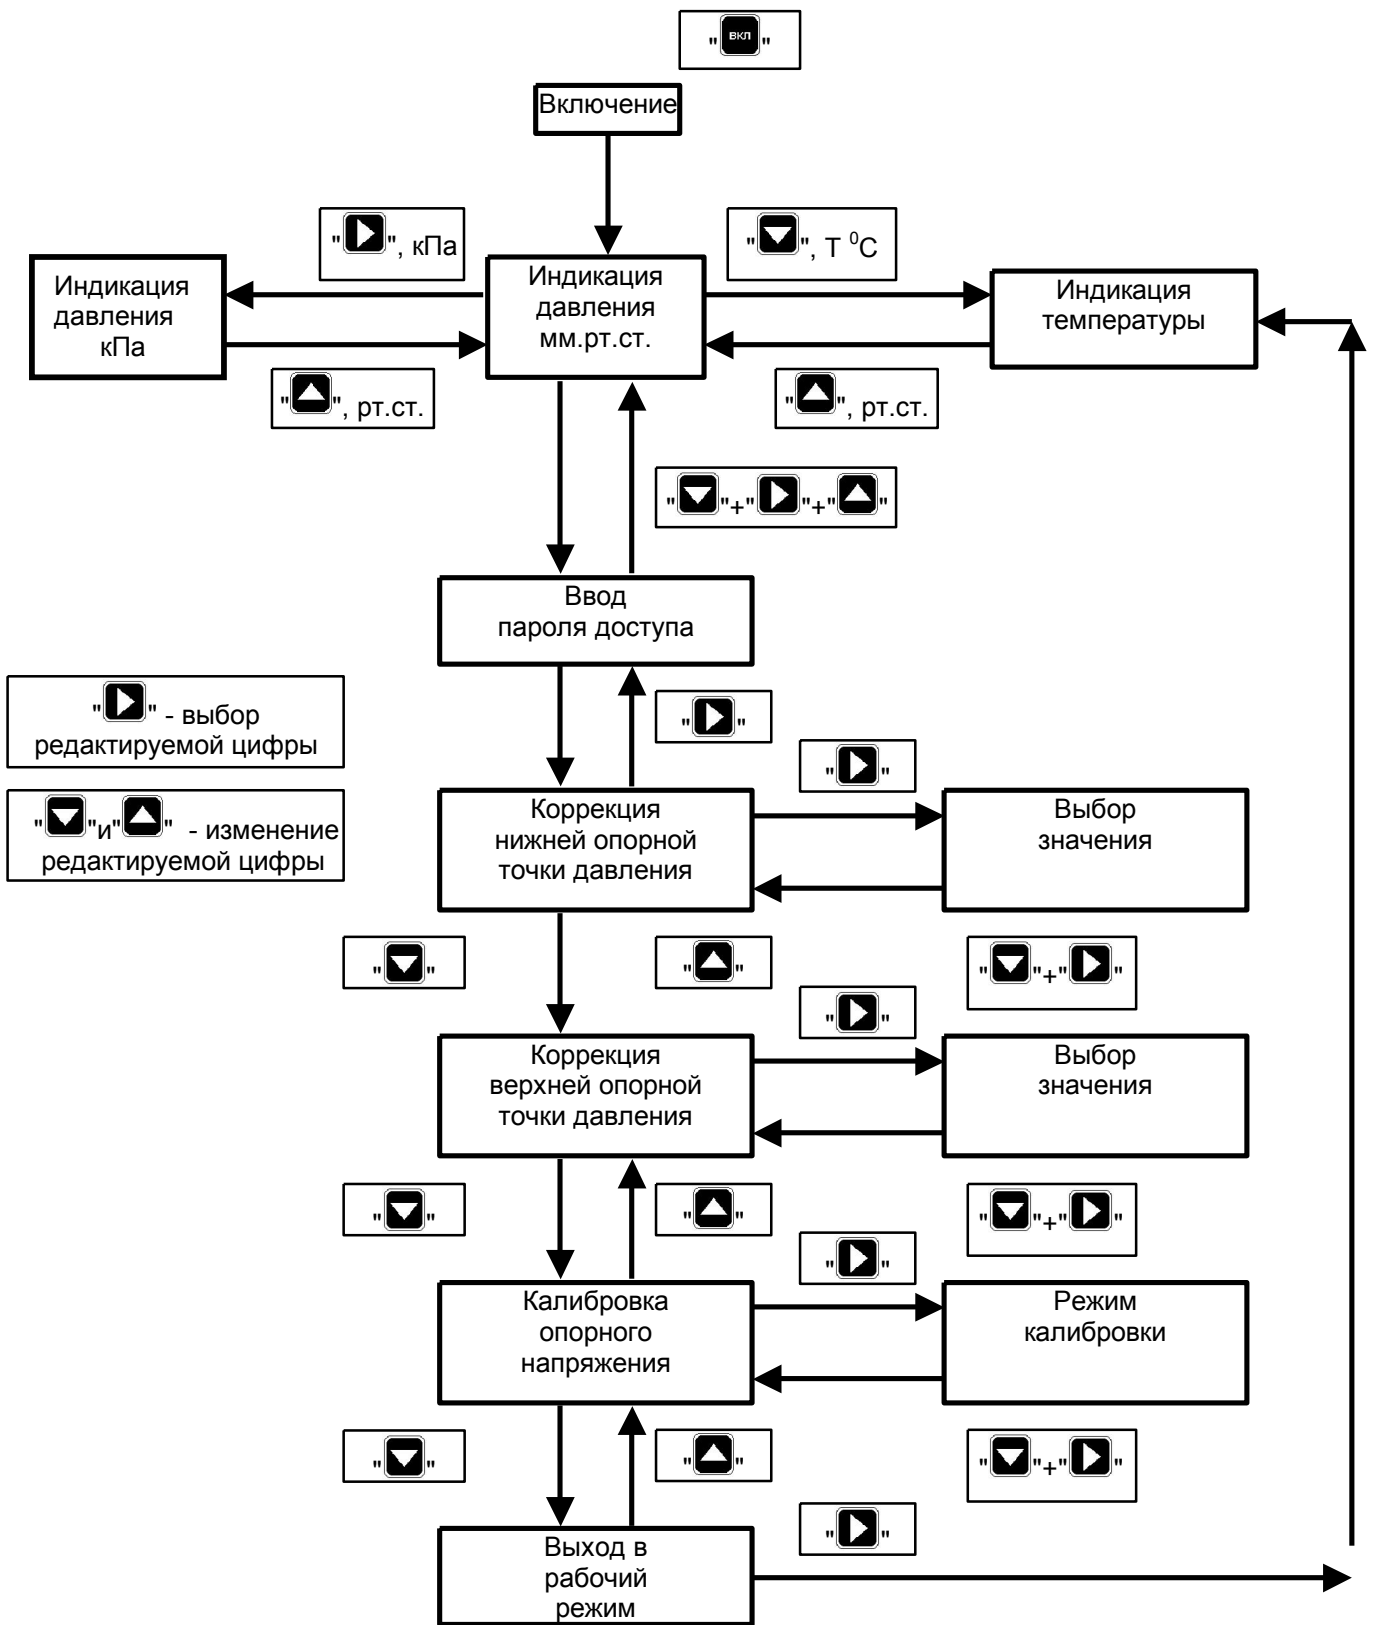 "ВКЛ"
Включение
"▶", кПа
"▼", Т ⁰С
Индикация
давления
кПа
Индикация
давления
мм.рт.ст.
Индикация
температуры
"▲", рт.ст.
"▲", рт.ст.
"▼"+"▶"+"▲"
Ввод
пароля доступа
"▶" - выбор
редактируемой цифры
"▶"
"▶"
"▼"и"▲" - изменение
редактируемой цифры
Коррекция
нижней опорной
точки давления
Выбор
значения
"▼"
"▲"
"▼"+"▶"
"▶"
Коррекция
верхней опорной
точки давления
Выбор
значения
"▼"
"▲"
"▼"+"▶"
"▶"
Калибровка
опорного
напряжения
Режим
калибровки
"▼"
"▲"
"▼"+"▶"
"▶"
Выход в
рабочий
режим